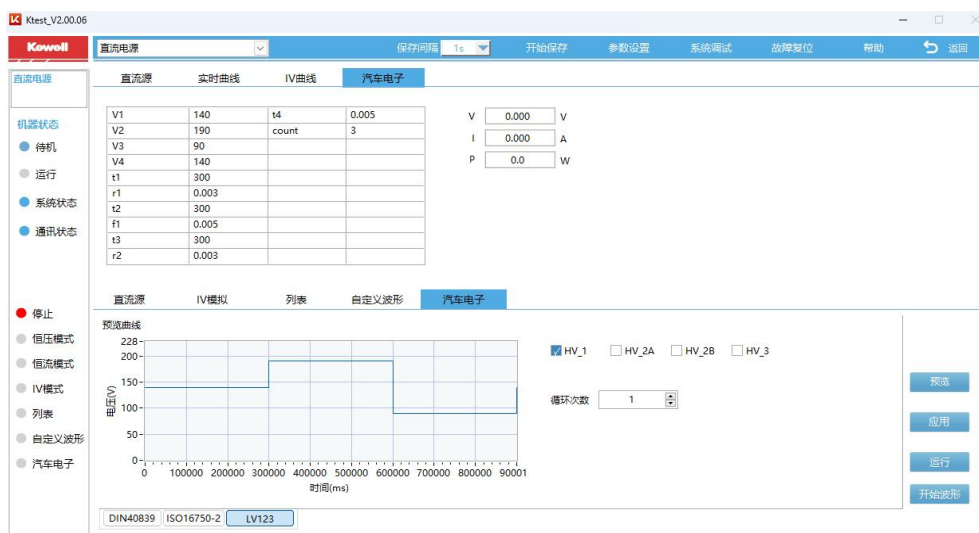 Ktest_V2.00.06
Kewell 直流电源 保存间隔 1s 开始保存 参数设置 系统调试 故障复位 帮助 返回
直流电源
机器状态
待机
运行
系统状态
通讯状态
停止
恒压模式
恒流模式
IV模式
列表
自定义波形
汽车电子
直流源 实时曲线 IV曲线 汽车电子
V1 140 t4 0.005
V2 190 count 3
V3 90
V4 140
t1 300
r1 0.003
t2 300
f1 0.005
t3 300
r2 0.003
V 0.000 V
I 0.000 A
P 0.0 W
直流源 IV模拟 列表 自定义波形 汽车电子
预览曲线
电压(V)
228
200
150
100
50
0
0 100000 200000 300000 400000 500000 600000 700000 800000 90001
时间(ms)
HV_1 HV_2A HV_2B HV_3
循环次数 1
预览
应用
运行
开始波形
DIN40839 ISO16750-2 LV123